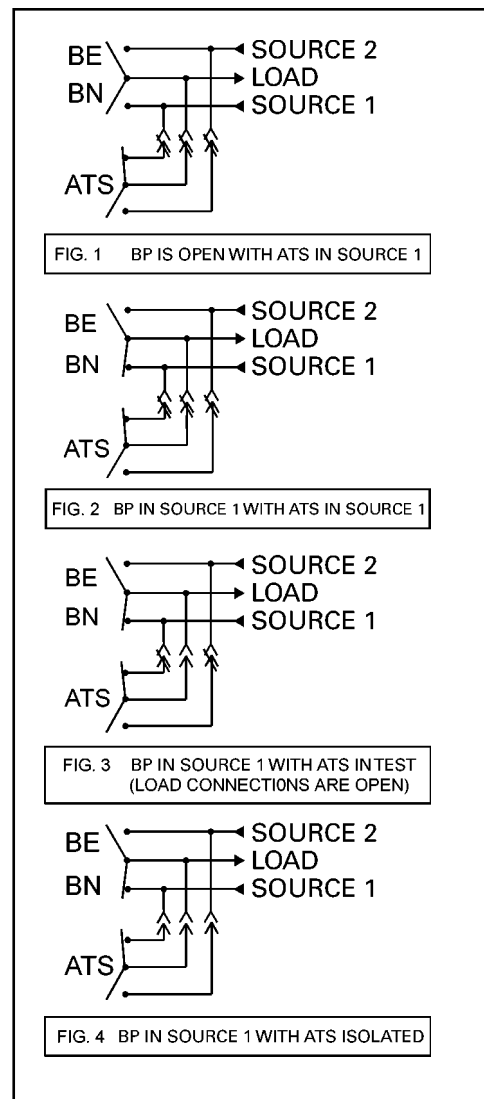 BE
SOURCE 2
LOAD
BN
SOURCE 1
ATS
FIG. 1 BP IS OPEN WITH ATS IN SOURCE 1
BE
SOURCE 2
LOAD
BN
SOURCE 1
ATS
FIG. 2 BP IN SOURCE 1 WITH ATS IN SOURCE 1
BE
SOURCE 2
LOAD
BN
SOURCE 1
ATS
FIG. 3 BP IN SOURCE 1 WITH ATS IN TEST
(LOAD CONNECTIONS ARE OPEN)
BE
SOURCE 2
LOAD
BN
SOURCE 1
ATS
FIG. 4 BP IN SOURCE 1 WITH ATS ISOLATED